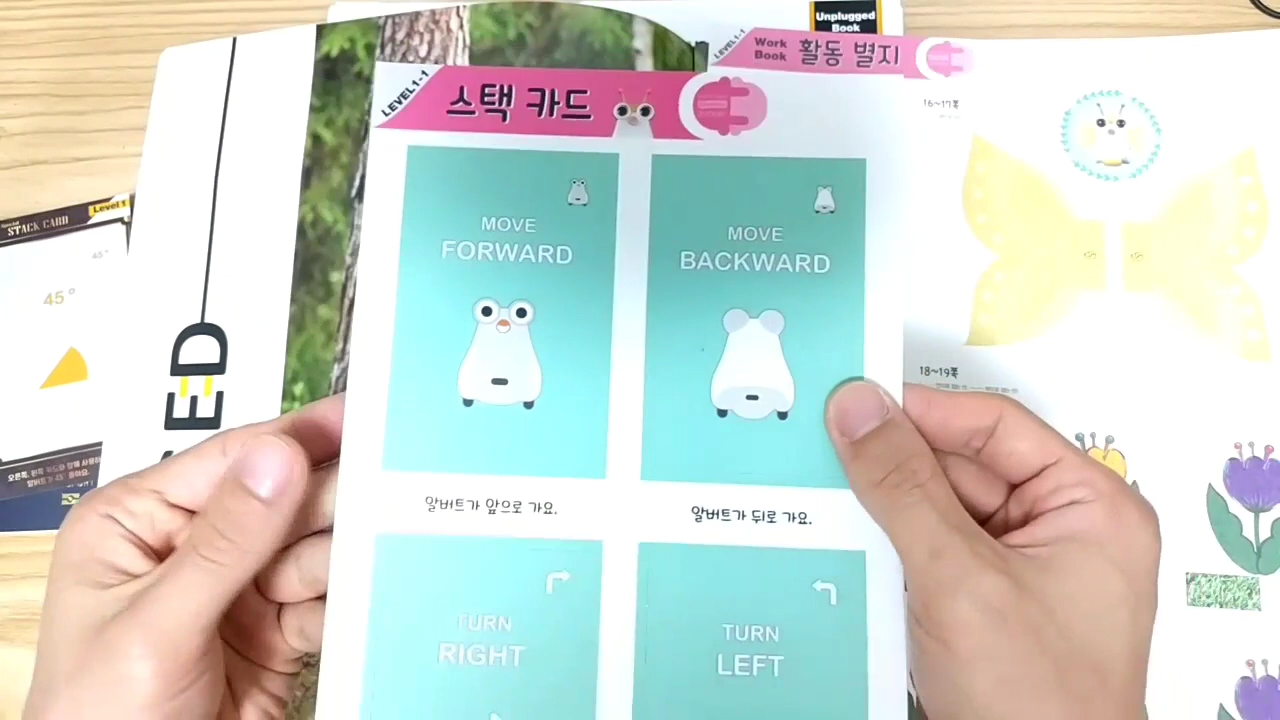 Unplugged
Book
LEVEL 1-1
Work
Book
활동 별지
LEVEL 1-1
스택 카드
16~17쪽
STACK CARD
Level 1
45°
45°
MOVE
FORWARD
MOVE
BACKWARD
18~19쪽
ED
알버트가 앞으로 가요.
알버트가 뒤로 가요.
TURN
RIGHT
TURN
LEFT